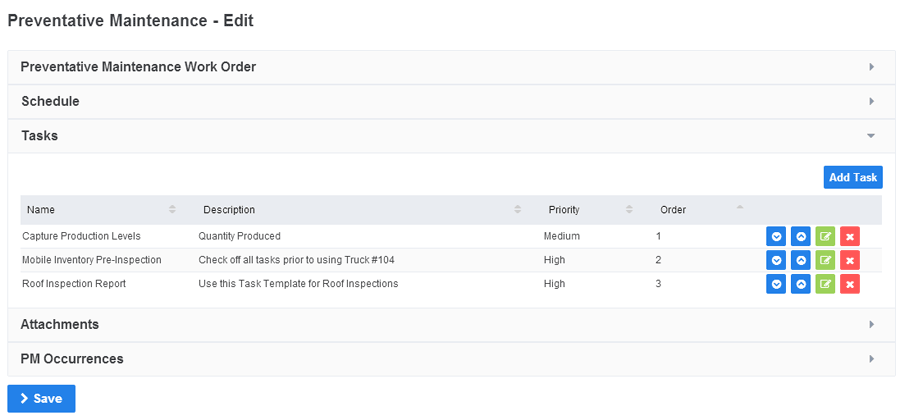 Preventative Maintenance - Edit
Preventative Maintenance Work Order
Schedule
Tasks
Add Task
Name Description Priority Order
Capture Production Levels Quantity Produced Medium 1
Mobile Inventory Pre-Inspection Check off all tasks prior to using Truck #104 High 2
Roof Inspection Report Use this Task Template for Roof Inspections High 3
Attachments
PM Occurrences
Save